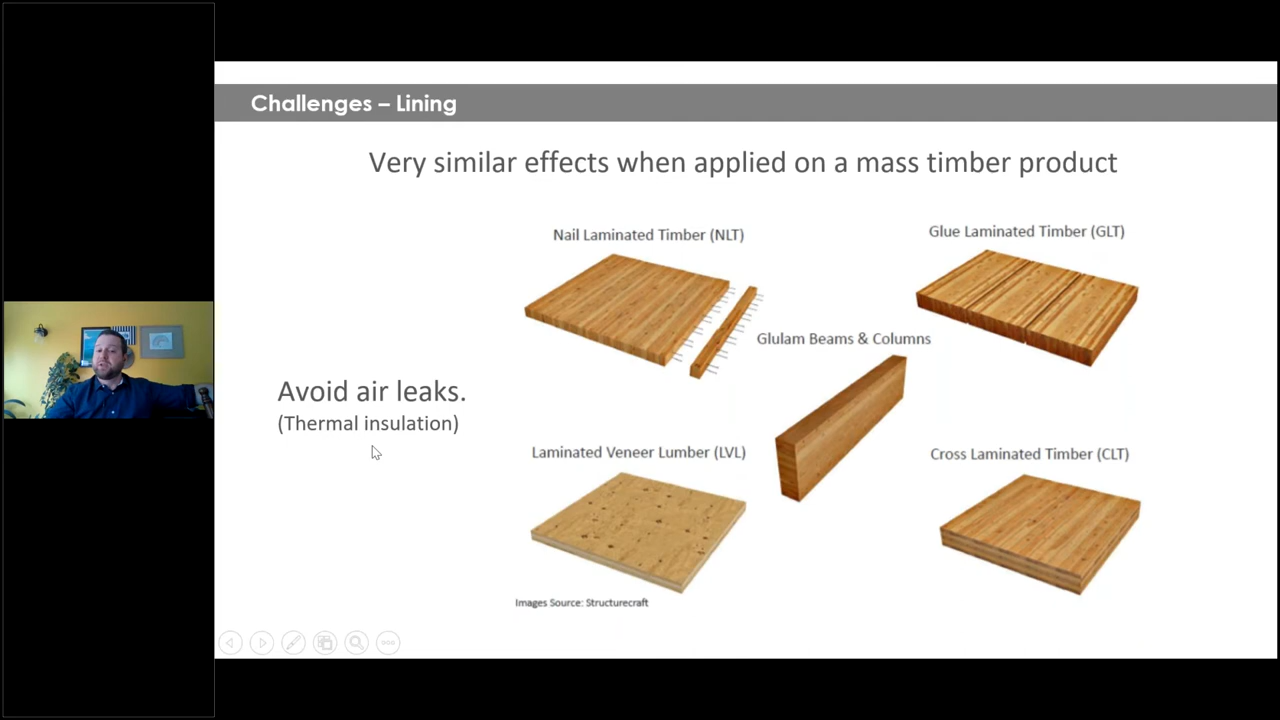 Challenges – Lining
Very similar effects when applied on a mass timber product
Nail Laminated Timber (NLT)
Glue Laminated Timber (GLT)
Glulam Beams & Columns
Avoid air leaks.
(Thermal insulation)
Laminated Veneer Lumber (LVL)
Cross Laminated Timber (CLT)
Images Source: Structurecraft